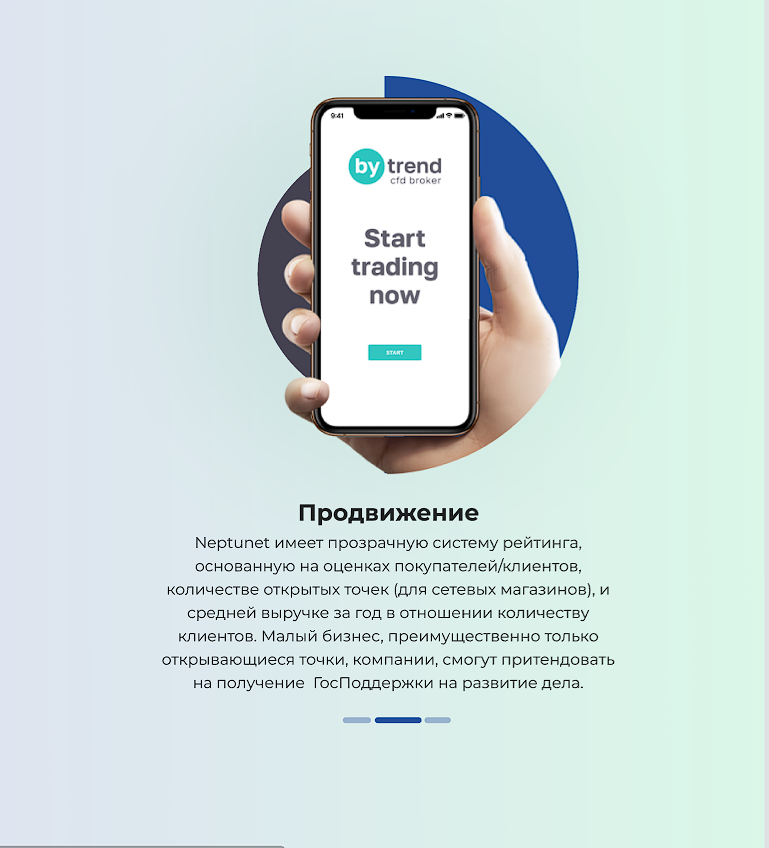 9:41
by trend
cfd broker
Start
trading
now
START
Продвижение
Neptunet имеет прозрачную систему рейтинга,
основанную на оценках покупателей/клиентов,
количестве открытых точек (для сетевых магазинов), и
средней выручке за год в отношении количеству
клиентов. Малый бизнес, преимущественно только
открывающиеся точки, компании, смогут притендовать
на получение  ГосПоддержки на развитие дела.